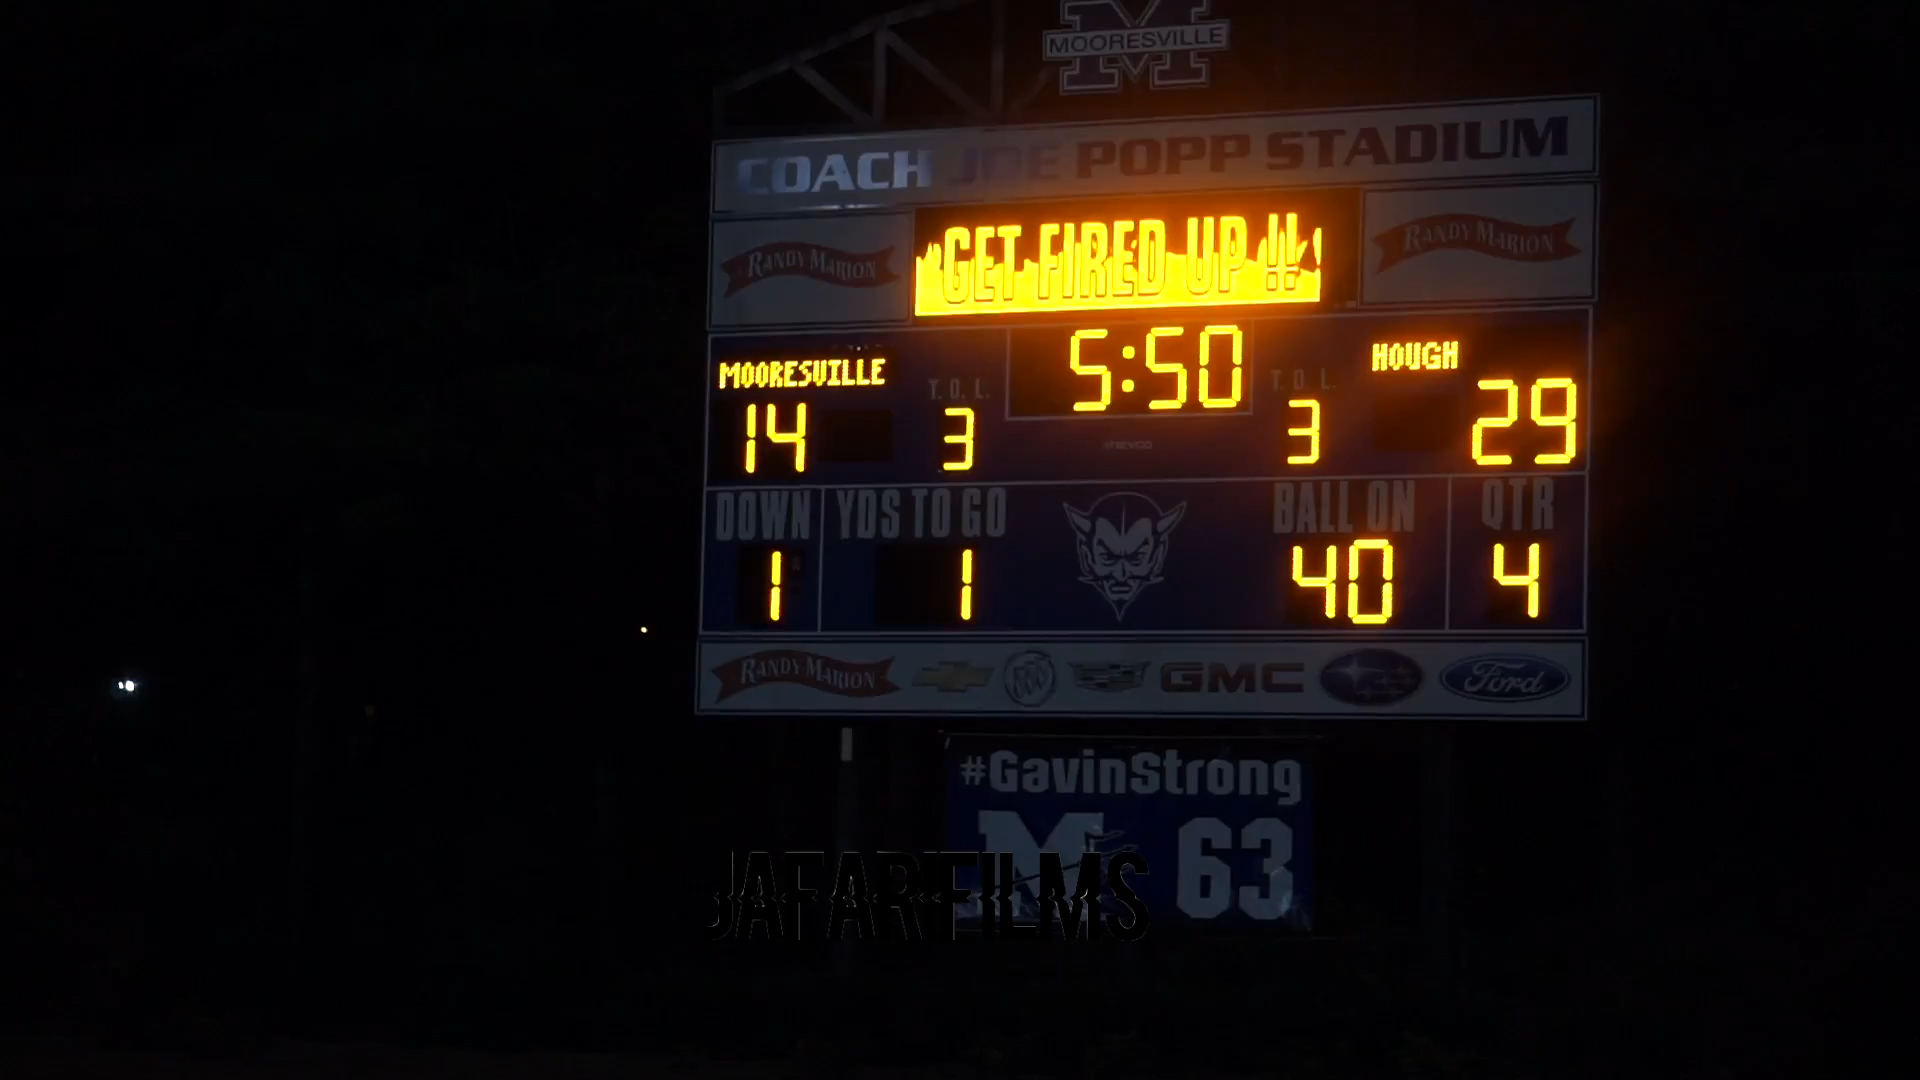 M
MOORESVILLE
COACH JOE POPP STADIUM
RANDY MARION
GET FIRED UP !!
RANDY MARION
MOORESVILLE
T. O. L.
5:50
T. O. L.
HOUGH
14
3
3
29
DOWN
YDS TO GO
BALL ON
QTR
1
1
40
4
RANDY MARION
GMC
Ford
#GavinStrong
M 63
JAFARIFILMS